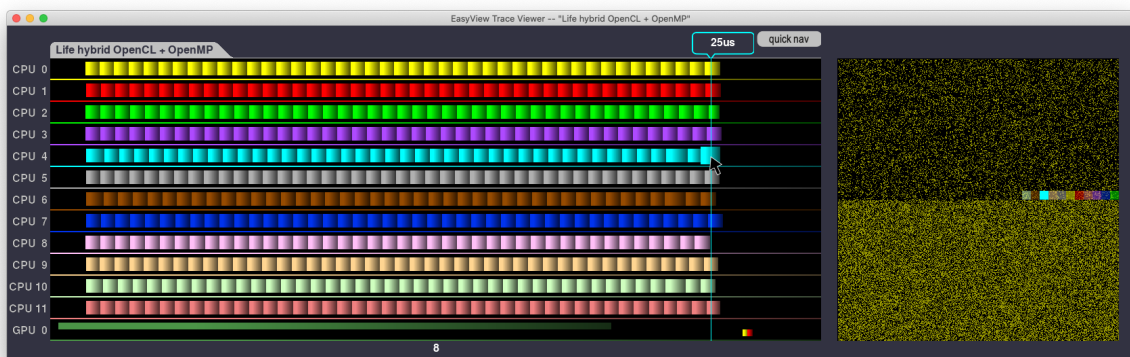 EasyView Trace Viewer -- "Life hybrid OpenCL + OpenMP"
Life hybrid OpenCL + OpenMP
25us
quick nav
CPU 0
CPU 1
CPU 2
CPU 3
CPU 4
CPU 5
CPU 6
CPU 7
CPU 8
CPU 9
CPU 10
CPU 11
GPU 0
8